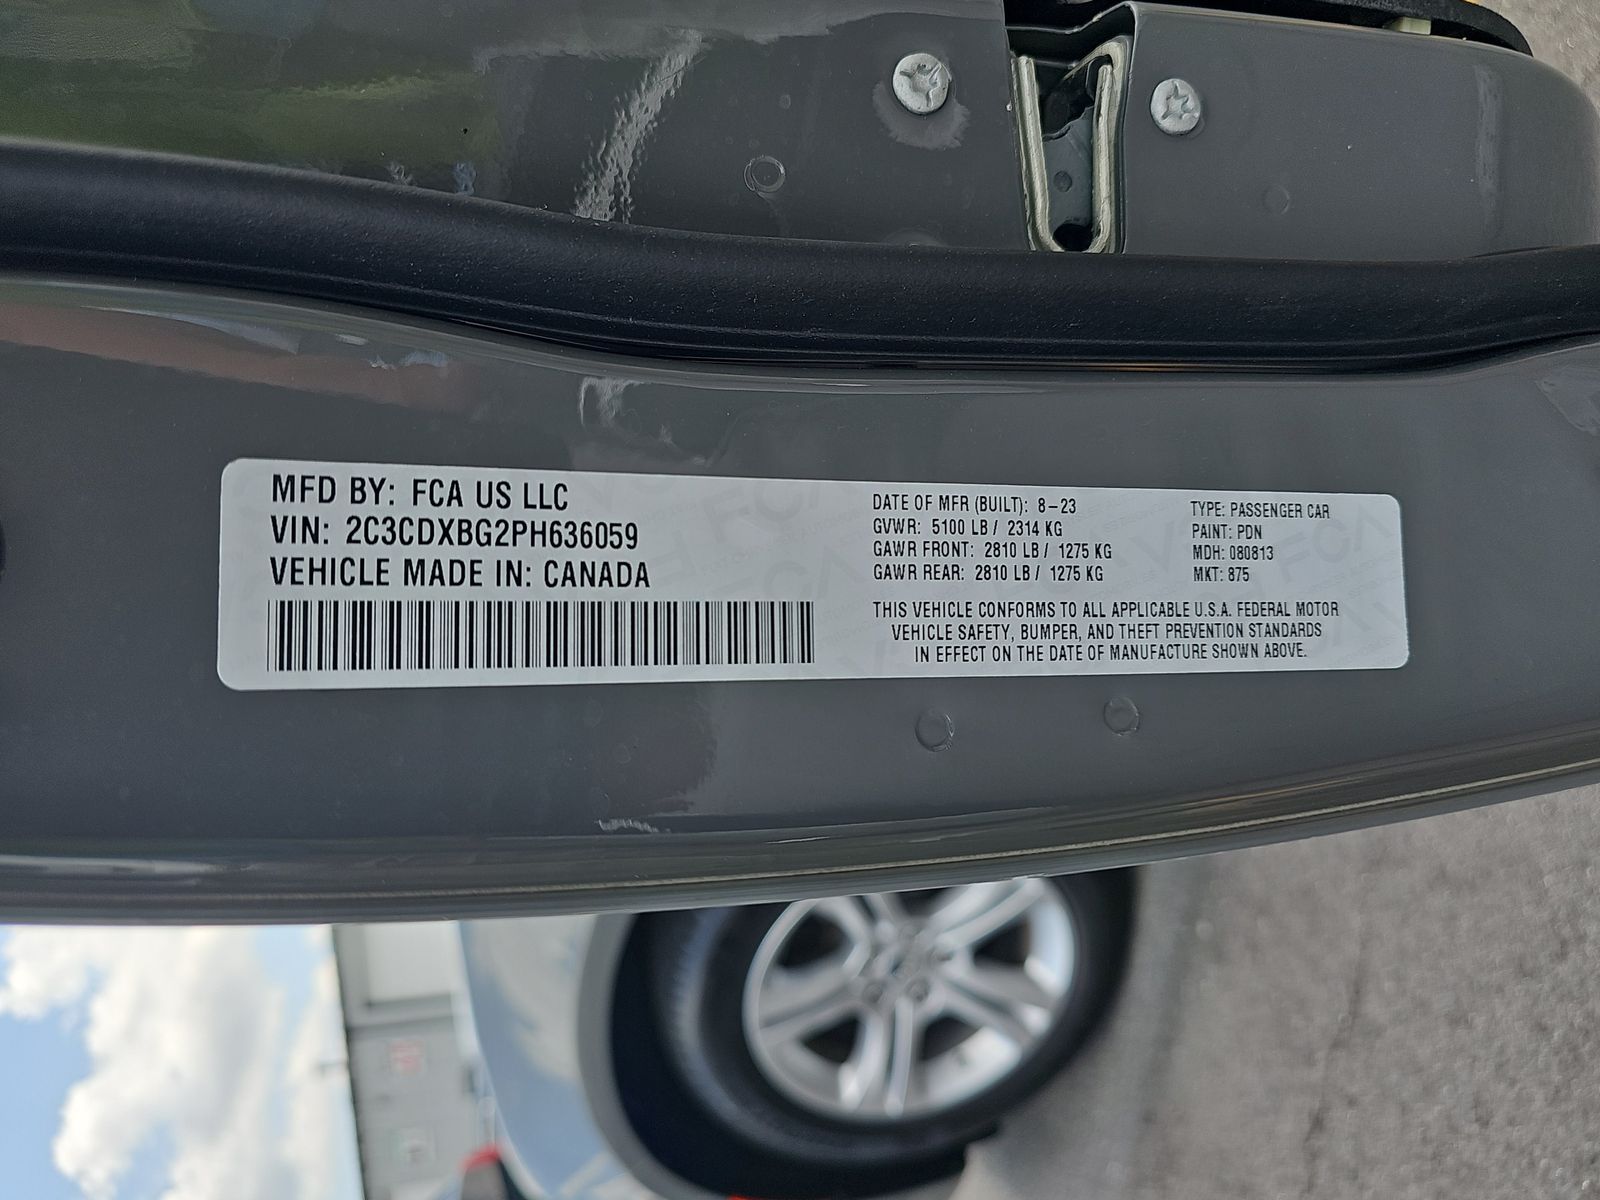 MFD BY: FCA US LLC
VIN: 2C3CDXBG2PH636059
VEHICLE MADE IN: CANADA
DATE OF MFR (BUILT): 8-23
GVWR: 5100 LB / 2314 KG
GAWR FRONT: 2810 LB / 1275 KG
GAWR REAR: 2810 LB / 1275 KG
TYPE: PASSENGER CAR
PAINT: PDN
MDH: 080813
MKT: 875
THIS VEHICLE CONFORMS TO ALL APPLICABLE U.S.A. FEDERAL MOTOR
VEHICLE SAFETY, BUMPER, AND THEFT PREVENTION STANDARDS
IN EFFECT ON THE DATE OF MANUFACTURE SHOWN ABOVE.